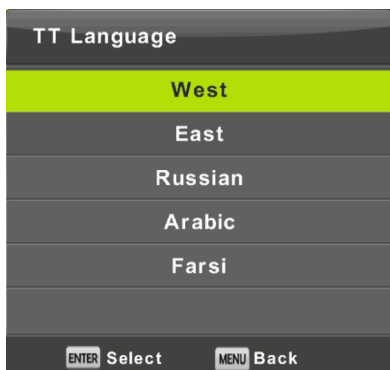 TT Language
West
East
Russian
Arabic
Farsi
ENTER Select MENU Back